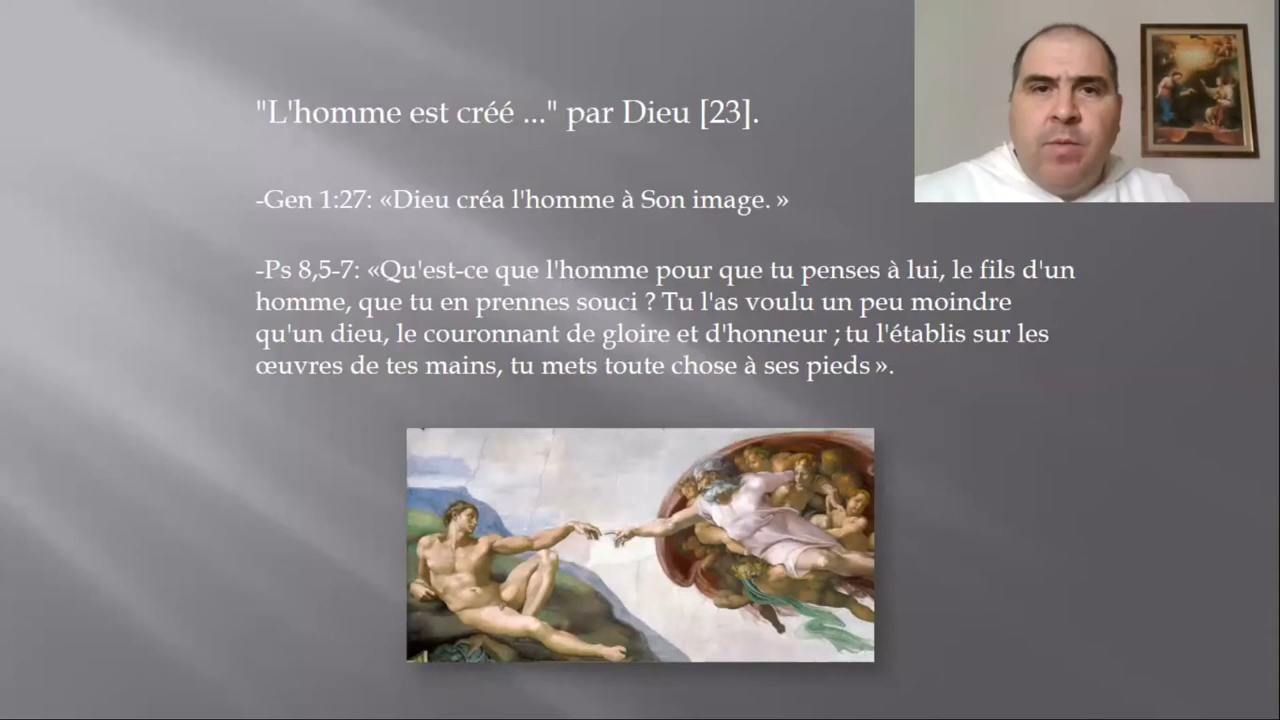 "L'homme est créé ..." par Dieu [23].
-Gen 1:27: «Dieu créa l'homme à Son image. »
-Ps 8,5-7: «Qu'est-ce que l'homme pour que tu penses à lui, le fils d'un
homme, que tu en prennes souci ? Tu l'as voulu un peu moindre
qu'un dieu, le couronnant de gloire et d'honneur ; tu l'établis sur les
œuvres de tes mains, tu mets toute chose à ses pieds ».